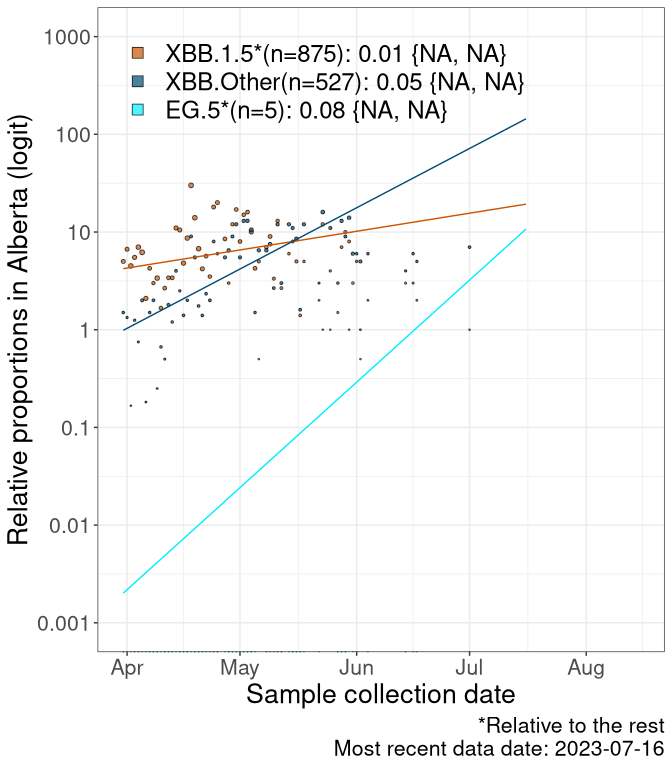 1000
100
10
1
0.1
0.01
0.001
Relative proportions in Alberta (logit)
XBB.1.5*(n=875): 0.01 {NA, NA}
XBB.Other(n=527): 0.05 {NA, NA}
EG.5*(n=5): 0.08 {NA, NA}
Apr May Jun Jul Aug
Sample collection date
*Relative to the rest
Most recent data date: 2023-07-16